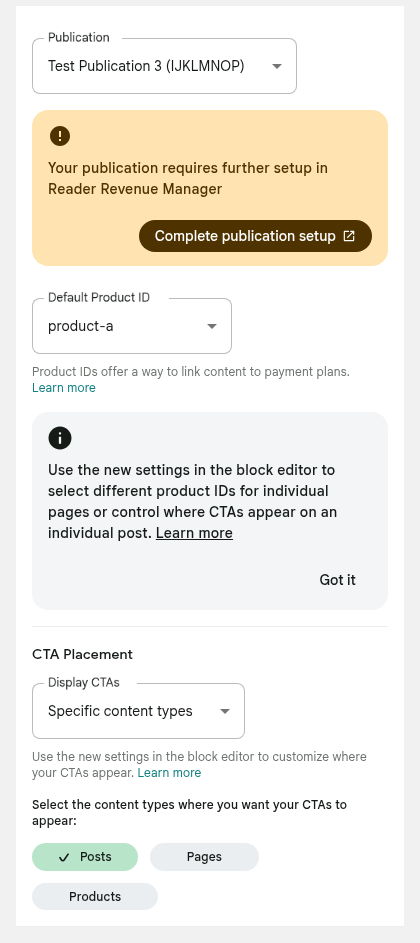 Publication
Test Publication 3 (IJKLMNOP)
Your publication requires further setup in
Reader Revenue Manager
Complete publication setup
Default Product ID
product-a
Product IDs offer a way to link content to payment plans.
Learn more
Use the new settings in the block editor to
select different product IDs for individual
pages or control where CTAs appear on an
individual post. Learn more
Got it
CTA Placement
Display CTAs
Specific content types
Use the new settings in the block editor to customize where
your CTAs appear. Learn more
Select the content types where you want your CTAs to
appear:
Posts
Pages
Products